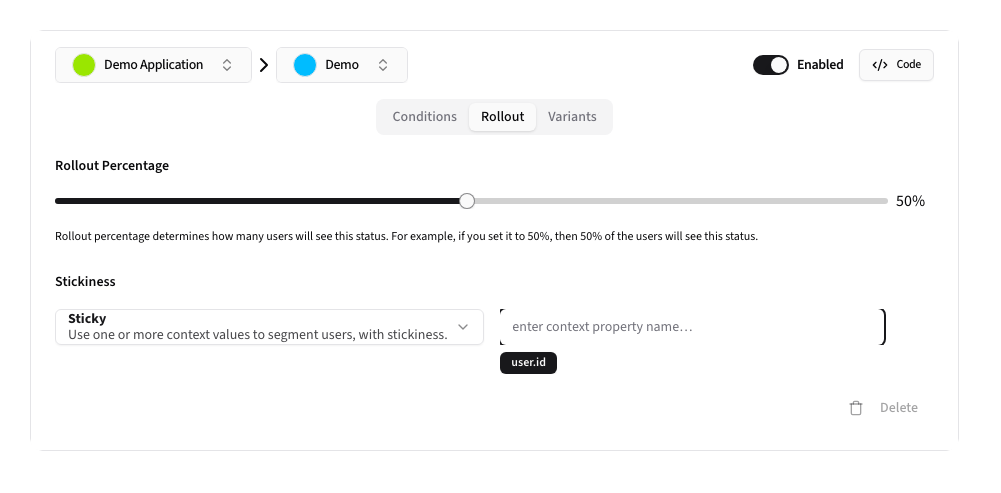 Demo Application
Demo
Enabled
</> Code
Conditions
Rollout
Variants
Rollout Percentage
50%
Rollout percentage determines how many users will see this status. For example, if you set it to 50%, then 50% of the users will see this status.
Stickiness
Sticky
Use one or more context values to segment users, with stickiness.
enter context property name...
user.id
Delete